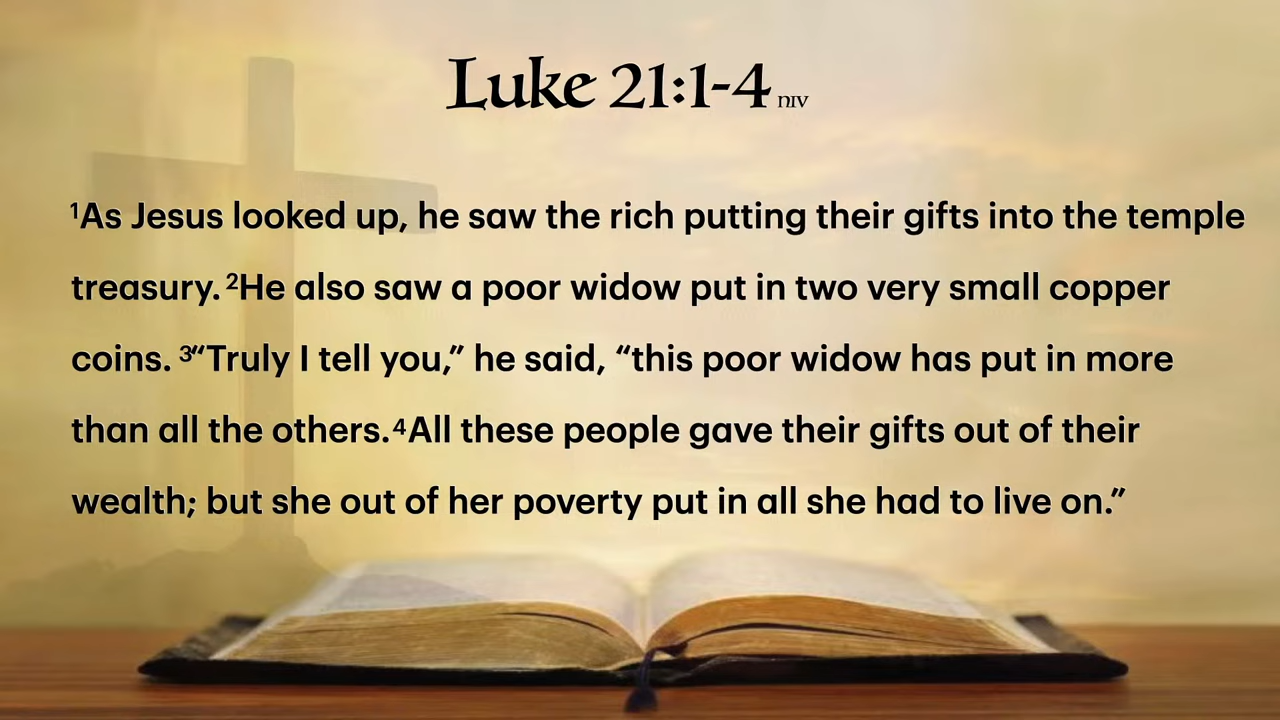 Luke 21:1-4 NIV
¹As Jesus looked up, he saw the rich putting their gifts into the temple
treasury. ²He also saw a poor widow put in two very small copper
coins. ³“Truly I tell you,” he said, “this poor widow has put in more
than all the others. ⁴All these people gave their gifts out of their
wealth; but she out of her poverty put in all she had to live on.”